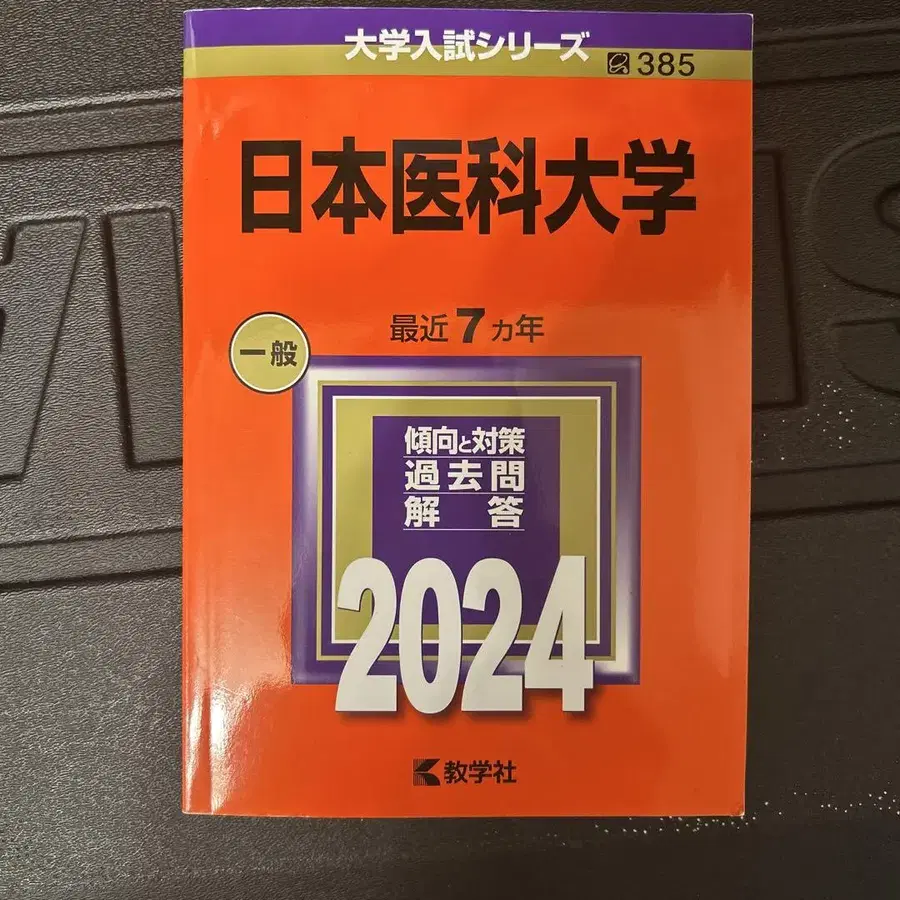 大学入試シリーズ
385
日本医科大学
最近7ヵ年
一般
傾向と対策
過去問
解答
2024
教学社